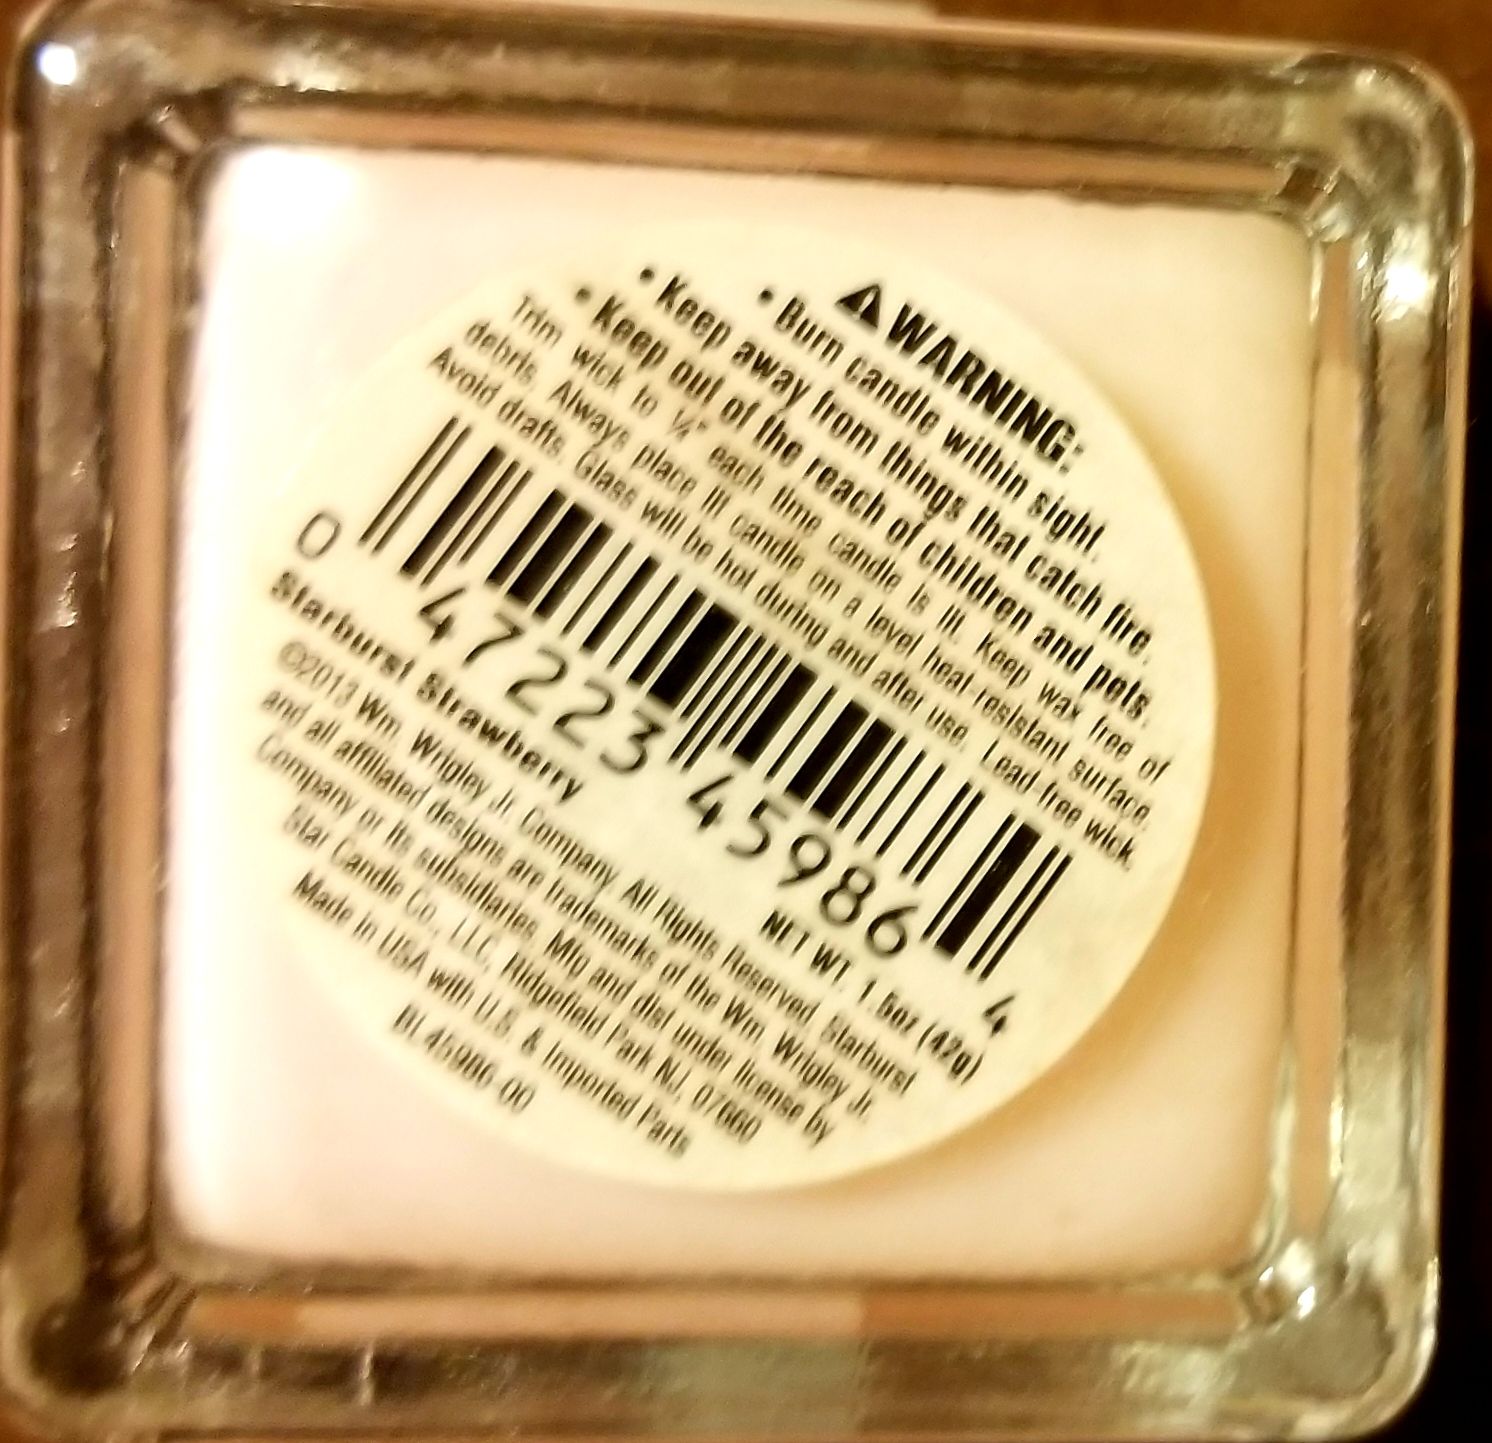 ⚠ WARNING:
• Burn candle within sight.
• Keep away from things that catch fire.
• Keep out of the reach of children and pets.
Trim wick to ¼" each time candle is lit. Keep wax free of
debris. Always place lit candle on a level heat-resistant surface.
Avoid drafts. Glass will be hot during and after use. Lead-free wick.
0 47223 45986 4
Starburst Strawberry NET WT. 1.5oz (42g)
©2013 Wm. Wrigley Jr. Company. All Rights Reserved. Starburst
and all affiliated designs are trademarks of the Wm. Wrigley Jr.
Company or its subsidiaries. Mfg and dist under license by
Star Candle Co., LLC, Ridgefield Park NJ, 07660
Made in USA with U.S. & Imported Parts
BL45986-00